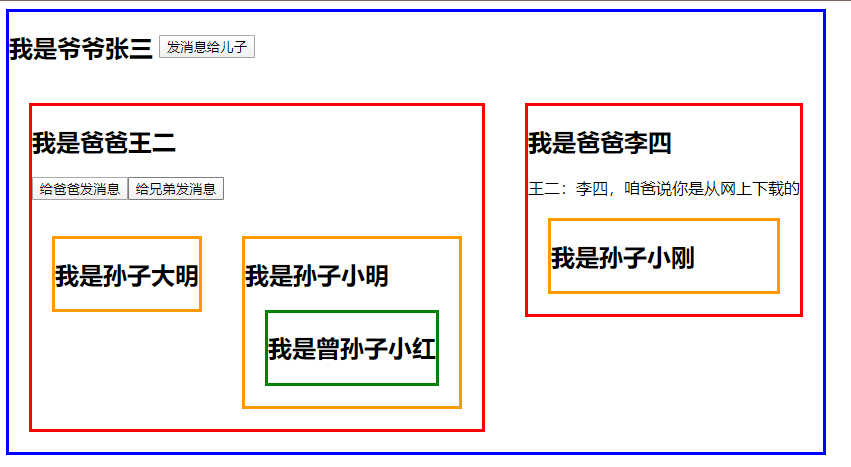 我是爷爷张三 发消息给儿子
我是爸爸王二
给爸爸发消息 给兄弟发消息
我是孙子大明
我是孙子小明
我是曾孙子小红
我是爸爸李四
王二：李四，咱爸说你是从网上下载的
我是孙子小刚